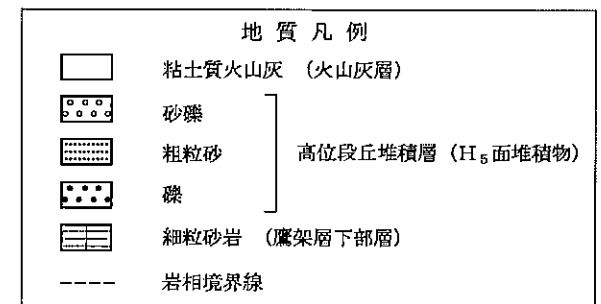 地質凡例
粘土質火山灰 (火山灰層)
砂礫
粗粒砂 高位段丘堆積層 (H₅面堆積物)
礫
細粒砂岩 (鷹架層下部層)
岩相境界線